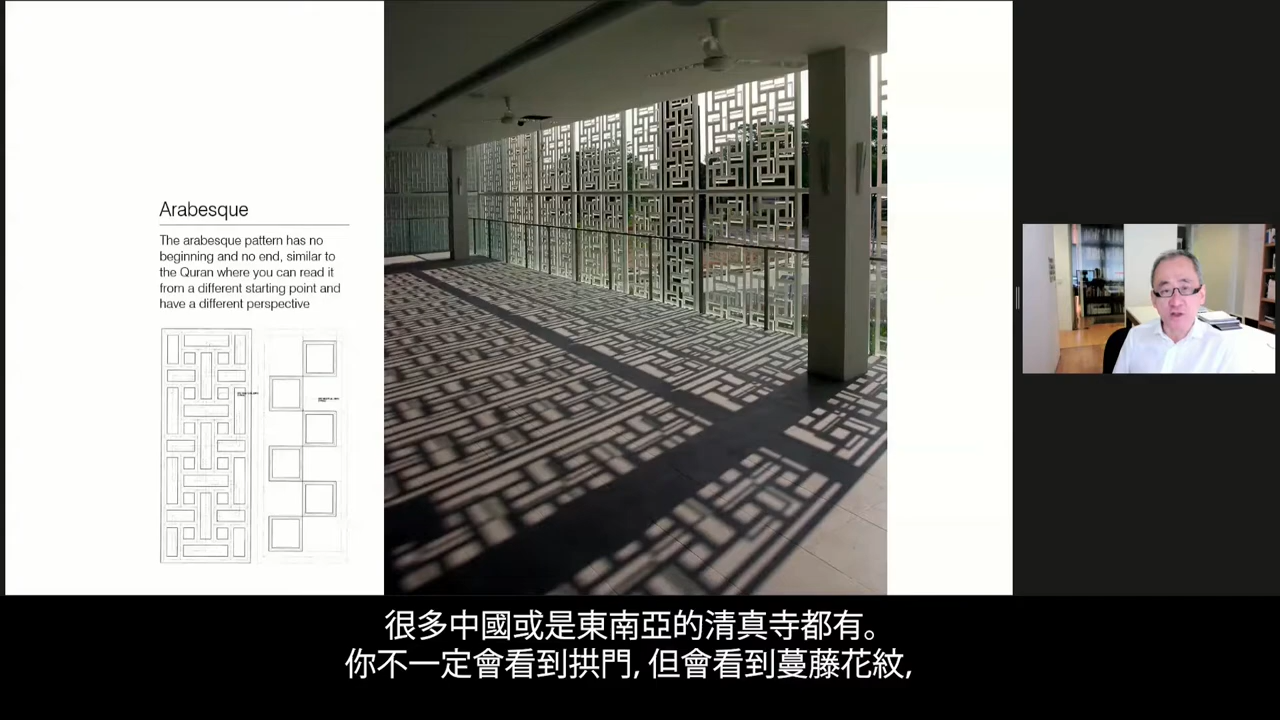 Arabesque
The arabesque pattern has no
beginning and no end, similar to
the Quran where you can read it
from a different starting point and
have a different perspective
很多中國或是東南亞的清真寺都有。
你不一定會看到拱門, 但會看到蔓藤花紋,